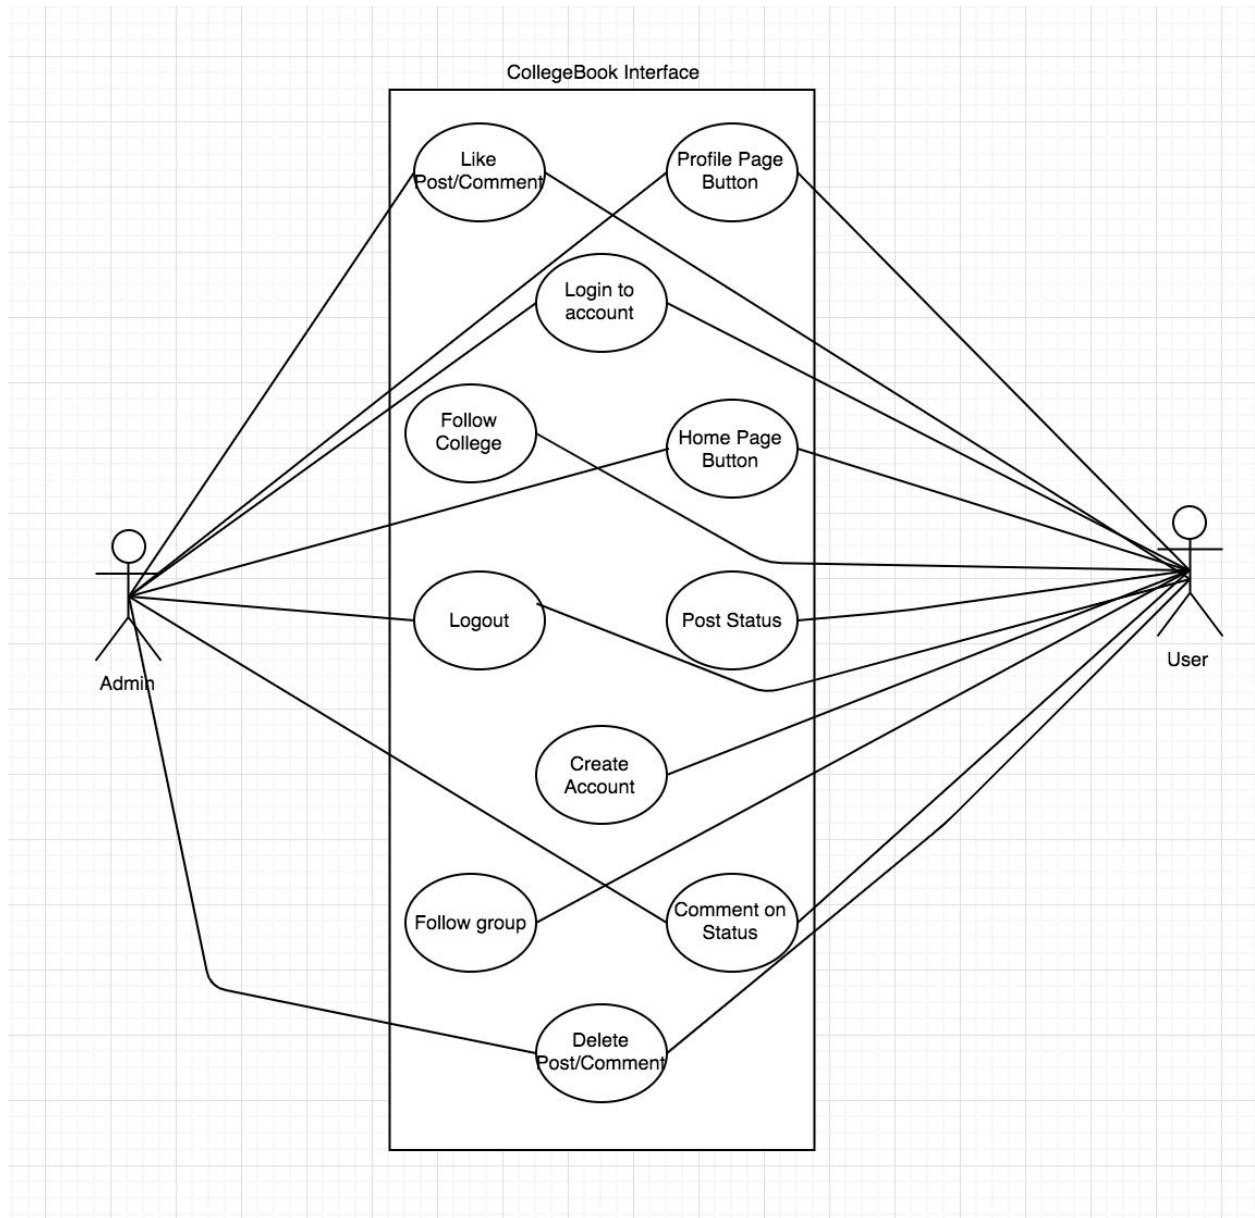 CollegeBook Interface
Like
Post/Comment
Profile Page
Button
Login to
account
Follow
College
Home Page
Button
Logout
Post Status
User
Admin
Create
Account
Follow group
Comment on
Status
Delete
Post/Comment